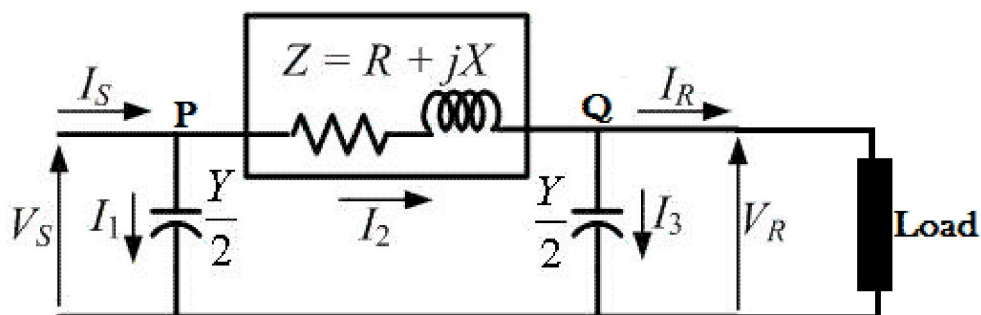 Z = R + jX
I_S
P
Q
I_R
V_S
I_1
Y/2
I_2
Y/2
I_3
V_R
Load